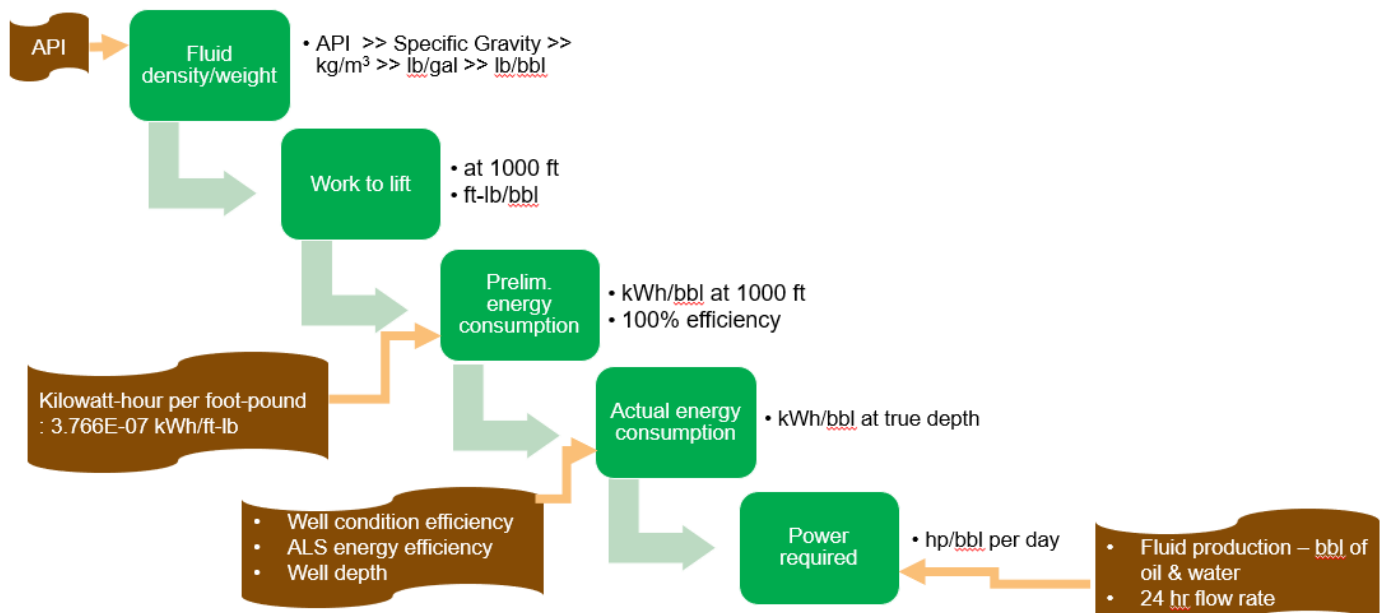 API
Fluid
density/weight
• API >> Specific Gravity >>
kg/m³ >> lb/gal >> lb/bbl
Work to lift
• at 1000 ft
• ft-lb/bbl
Prelim.
energy
consumption
• kWh/bbl at 1000 ft
• 100% efficiency
Kilowatt-hour per foot-pound
: 3.766E-07 kWh/ft-lb
Actual energy
consumption
• kWh/bbl at true depth
• Well condition efficiency
• ALS energy efficiency
• Well depth
Power
required
• hp/bbl per day
• Fluid production – bbl of
oil & water
• 24 hr flow rate